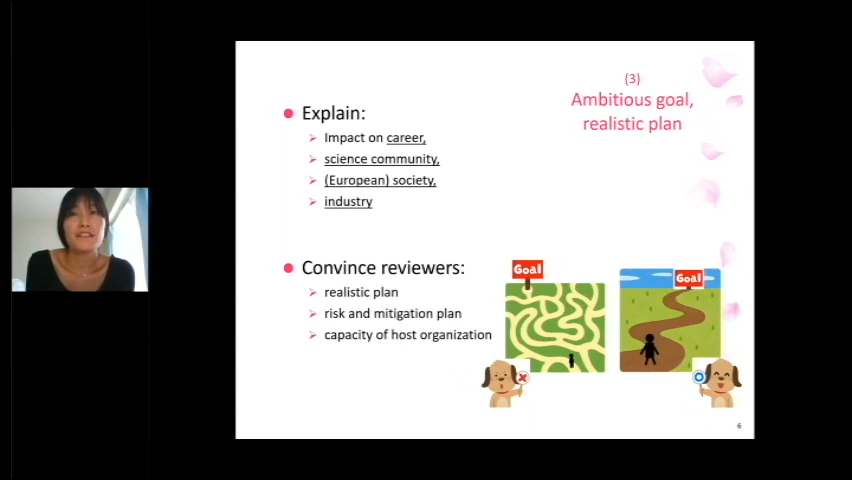 (3)
Ambitious goal,
realistic plan
Explain:
Impact on career,
science community,
(European) society,
industry
Convince reviewers:
realistic plan
risk and mitigation plan
capacity of host organization
Goal
Goal
6